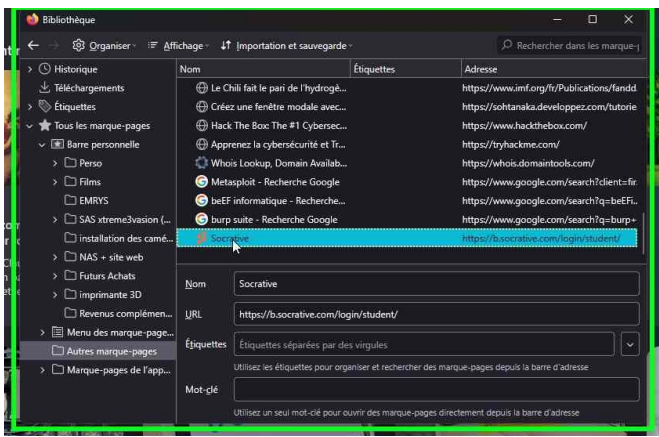 Bibliothèque
Organiser Affichage Importation et sauvegarde Rechercher dans les marque-p
Historique
Téléchargements
Étiquettes
Tous les marque-pages
Barre personnelle
Perso
Films
EMRYS
SAS xtreme3vasion (...
installation des camé...
NAS + site web
Futurs Achats
imprimante 3D
Revenus complémen...
Menu des marque-page...
Autres marque-pages
Marque-pages de l'app...
Nom Étiquettes Adresse
Le Chili fait le pari de l'hydrogè... https://www.imf.org/fr/Publications/fandd
Créez une fenêtre modale avec... https://sohtanaka.developpez.com/tutorie
Hack The Box: The #1 Cybersec... https://www.hackthebox.com/
Apprenez la cybersécurité et Tr... https://tryhackme.com/
Whois Lookup, Domain Availab... https://whois.domaintools.com/
Metasploit - Recherche Google https://www.google.com/search?client=fir
beEF informatique - Recherche... https://www.google.com/search?q=beEFi..
burp suite - Recherche Google https://www.google.com/search?q=burp+
Socrative https://b.socrative.com/login/student/
Nom Socrative
URL https://b.socrative.com/login/student/
Étiquettes Étiquettes séparées par des virgules
Utilisez les étiquettes pour organiser et rechercher des marque-pages depuis la barre d'adresse
Mot-clé
Utilisez un seul mot-clé pour ouvrir des marque-pages directement depuis la barre d'adresse